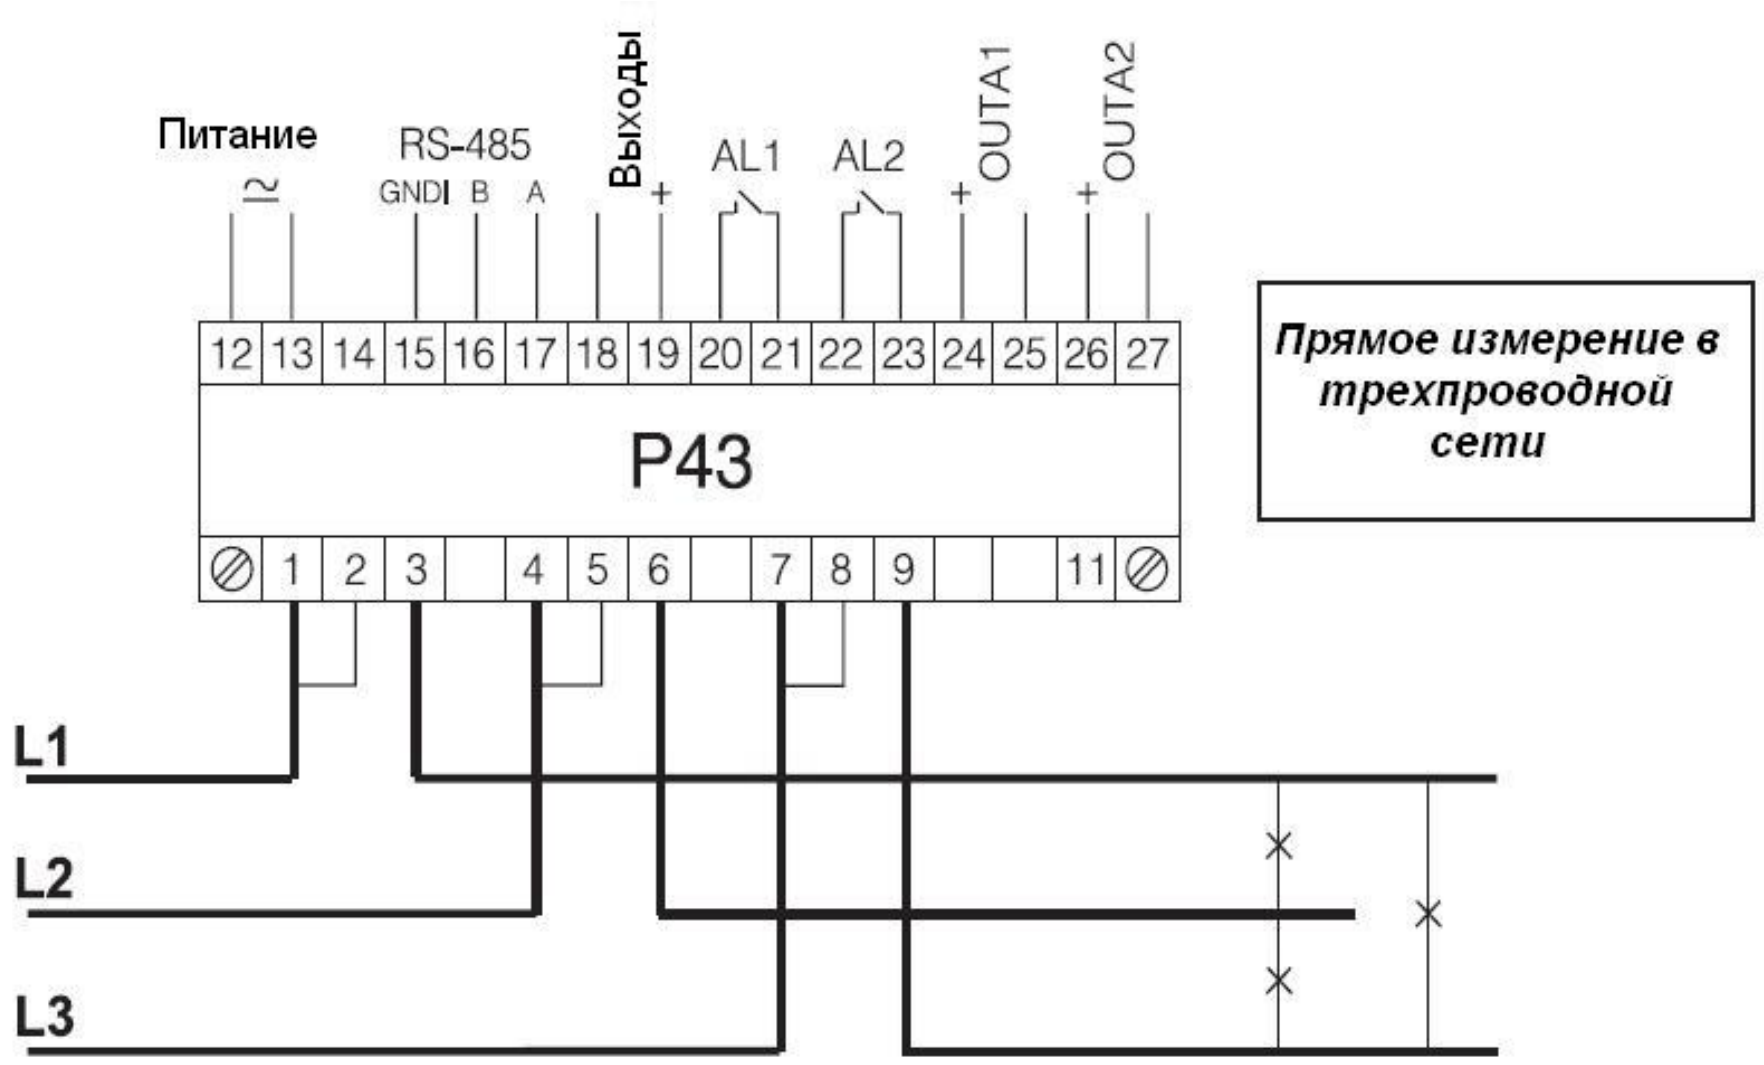 Питание
RS-485
GND B A
Выходы
+
AL1
AL2
+ OUTA1
+ OUTA2
12 13 14 15 16 17 18 19 20 21 22 23 24 25 26 27
P43
1 2 3 4 5 6 7 8 9 11
Прямое измерение в
трехпроводной
сети
L1
L2
L3